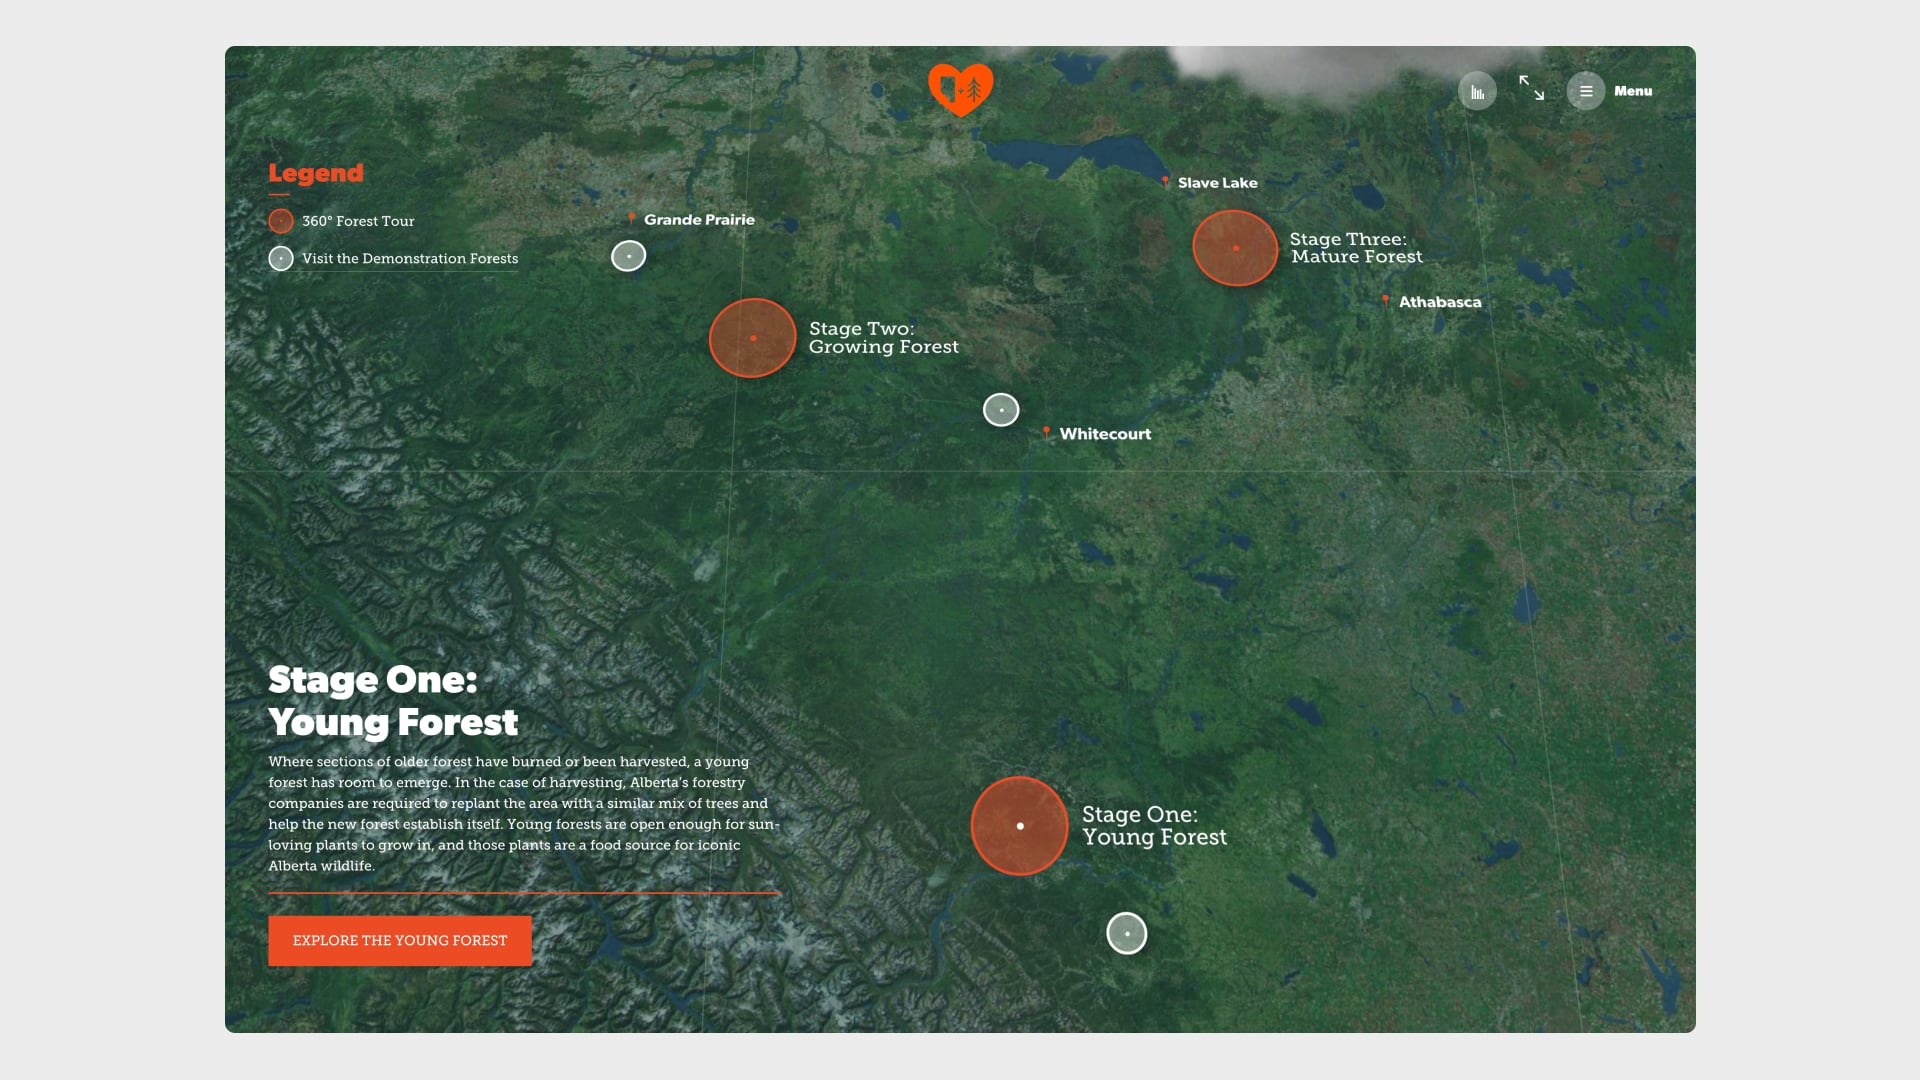 Menu
Legend
360° Forest Tour
Visit the Demonstration Forests
Grande Prairie
Slave Lake
Stage Three:
Mature Forest
Athabasca
Stage Two:
Growing Forest
Whitecourt
Stage One:
Young Forest
Where sections of older forest have burned or been harvested, a young
forest has room to emerge. In the case of harvesting, Alberta's forestry
companies are required to replant the area with a similar mix of trees and
help the new forest establish itself. Young forests are open enough for sun-
loving plants to grow in, and those plants are a food source for iconic
Alberta wildlife.
EXPLORE THE YOUNG FOREST
Stage One:
Young Forest